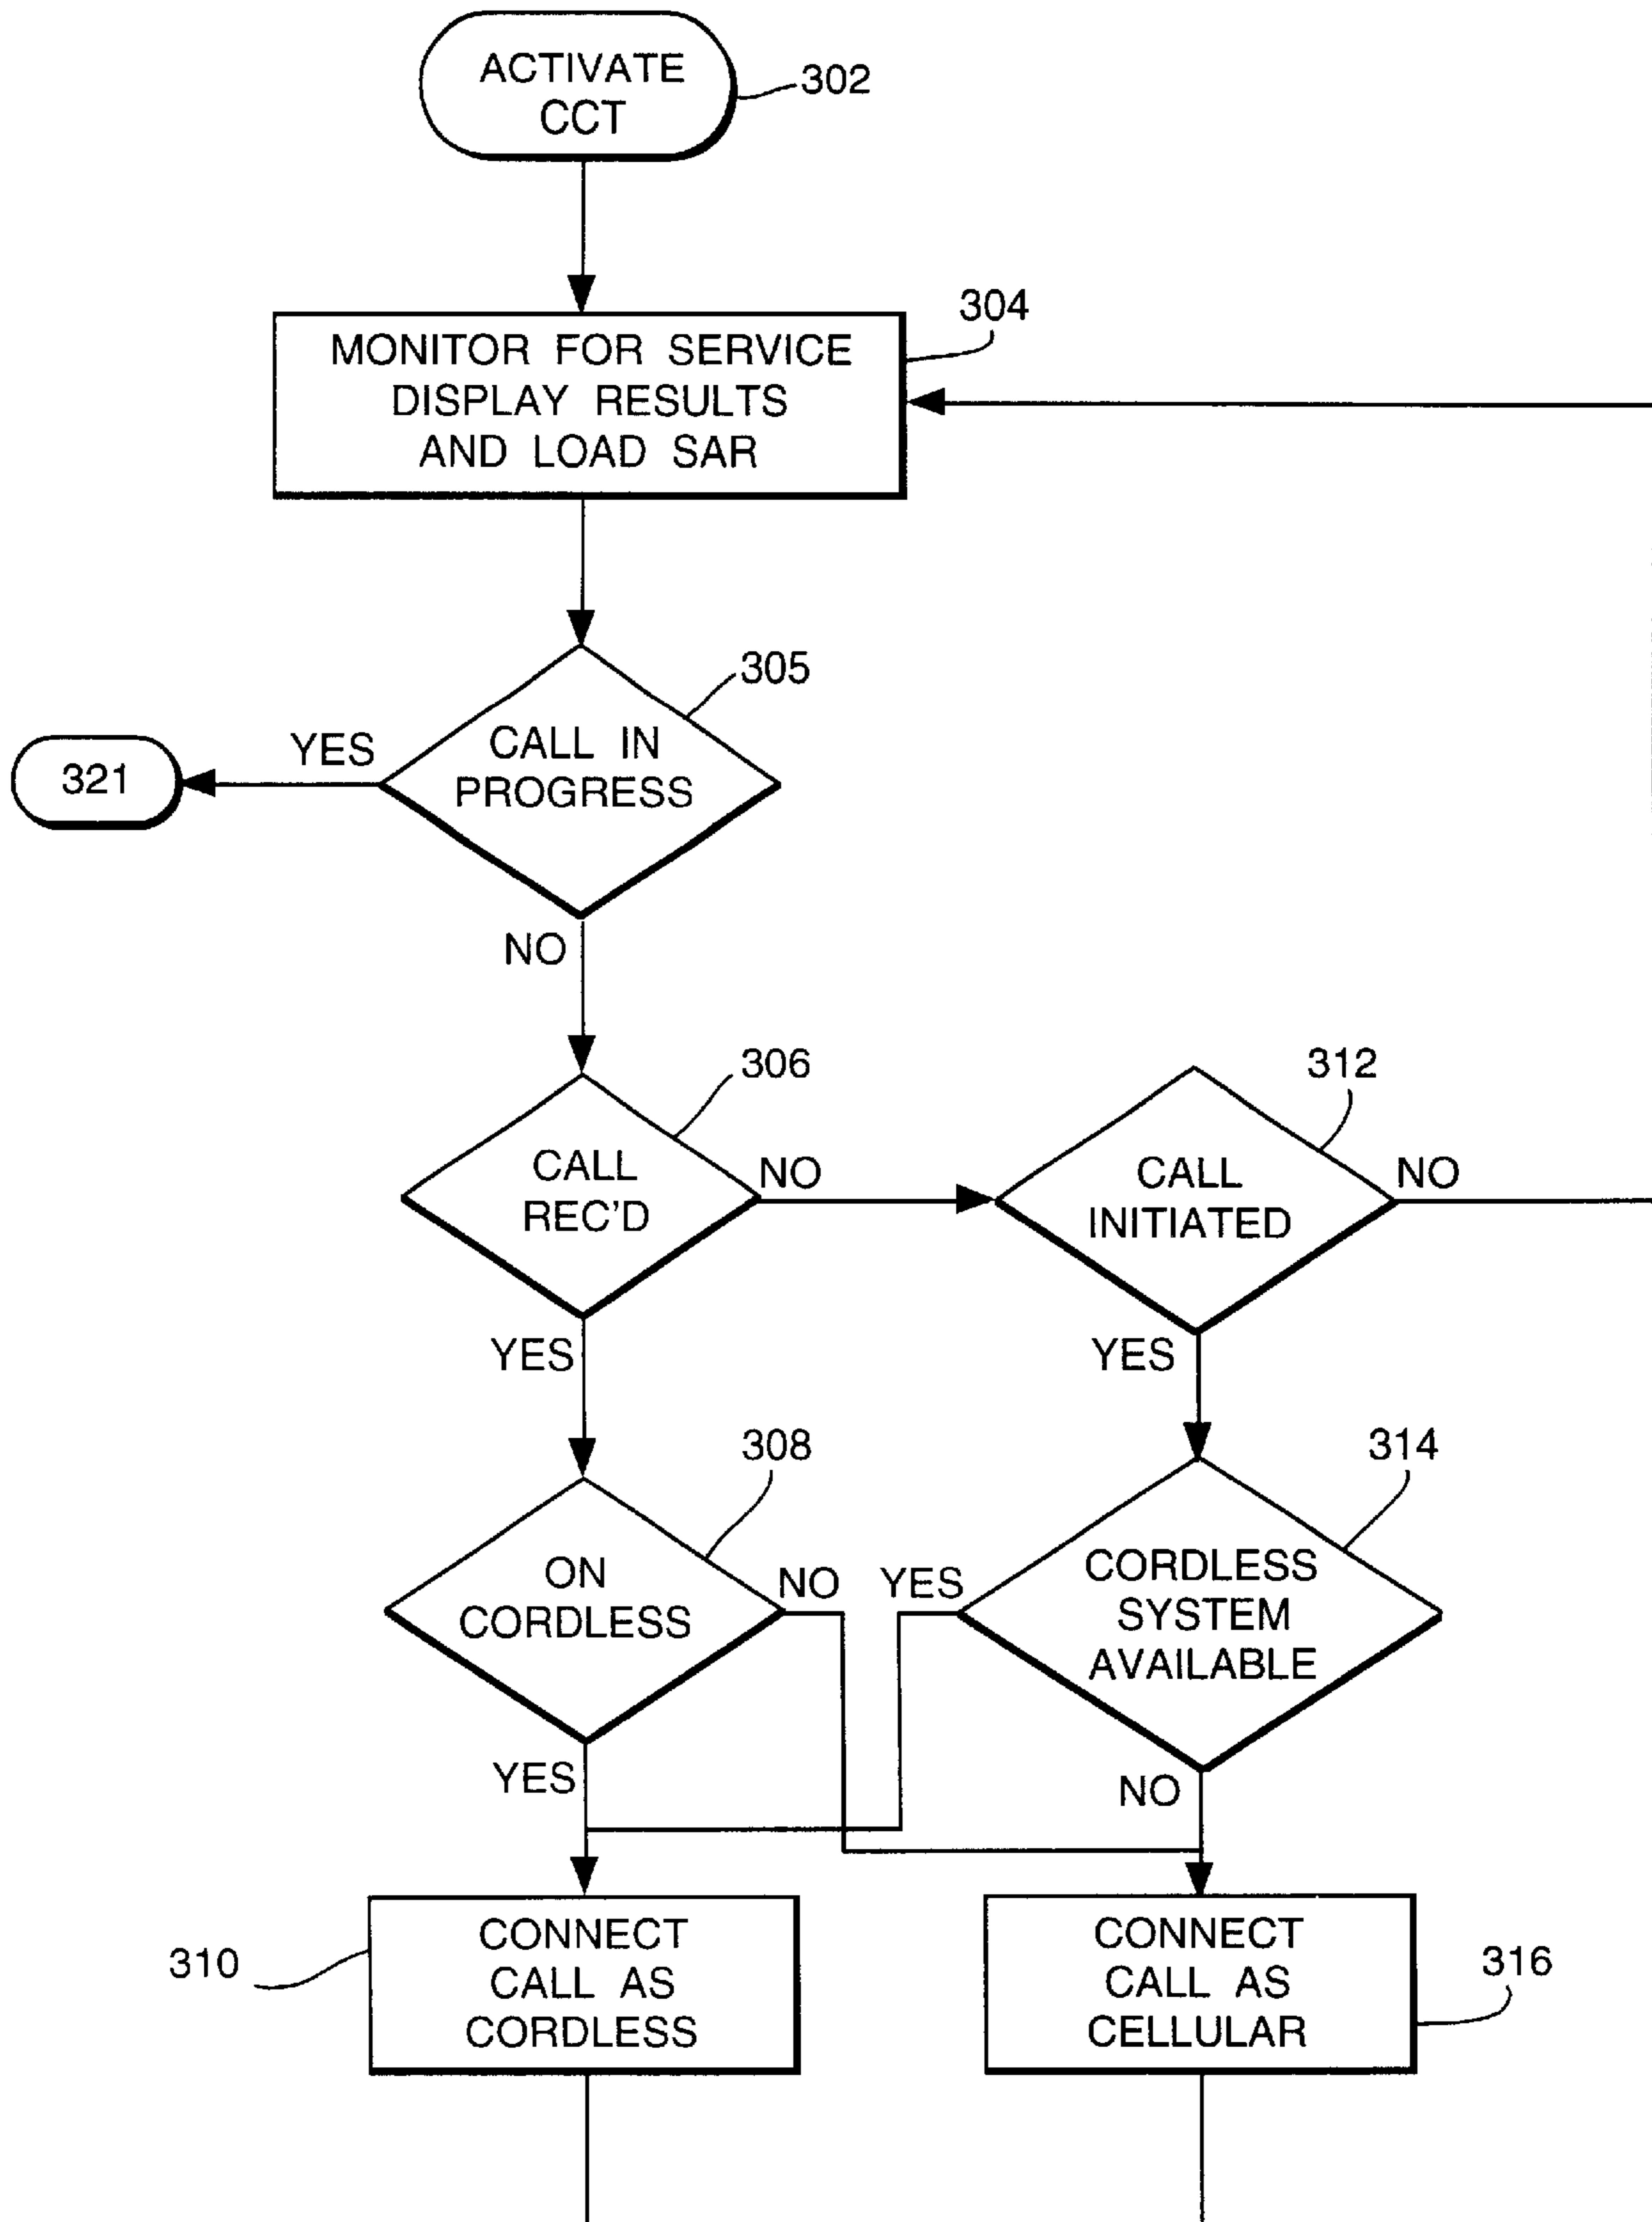 ACTIVATE
CCT
302
MONITOR FOR SERVICE
DISPLAY RESULTS
AND LOAD SAR
304
CALL IN
PROGRESS
305
YES
321
NO
CALL
REC'D
306
NO
CALL
INITIATED
312
NO
YES
YES
ON
CORDLESS
308
NO
YES
CORDLESS
SYSTEM
AVAILABLE
314
YES
NO
CONNECT
CALL AS
CORDLESS
310
CONNECT
CALL AS
CELLULAR
316